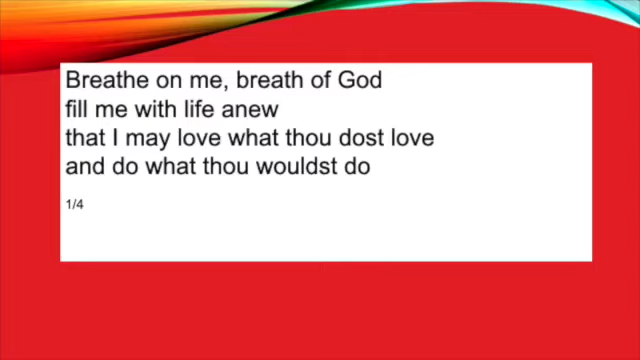 Breathe on me, breath of God
fill me with life anew
that I may love what thou dost love
and do what thou wouldst do
1/4